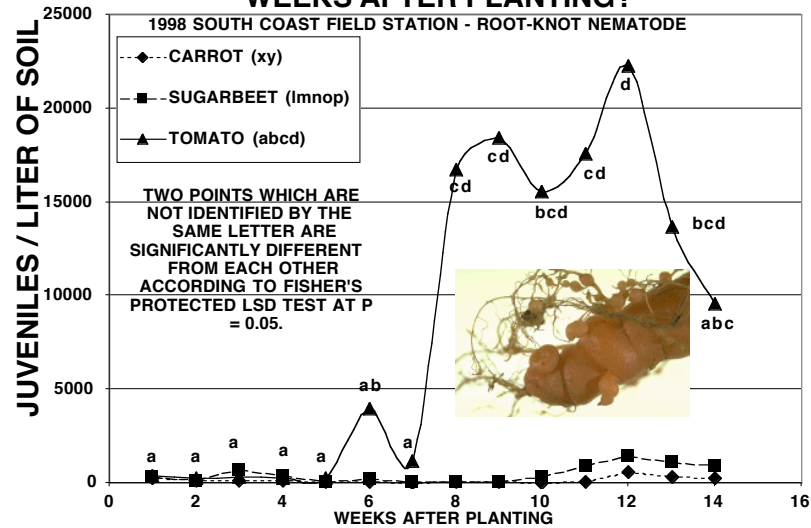 WEEKS AFTER PLANTING?
1998 SOUTH COAST FIELD STATION - ROOT-KNOT NEMATODE
JUVENILES / LITER OF SOIL
25000
20000
15000
10000
5000
0
CARROT (xy)
SUGARBEET (lmnop)
TOMATO (abcd)
TWO POINTS WHICH ARE
NOT IDENTIFIED BY THE
SAME LETTER ARE
SIGNIFICANTLY DIFFERENT
FROM EACH OTHER
ACCORDING TO FISHER'S
PROTECTED LSD TEST AT P
= 0.05.
a a a a a ab a cd cd bcd cd d bcd abc
0 2 4 6 8 10 12 14 16
WEEKS AFTER PLANTING